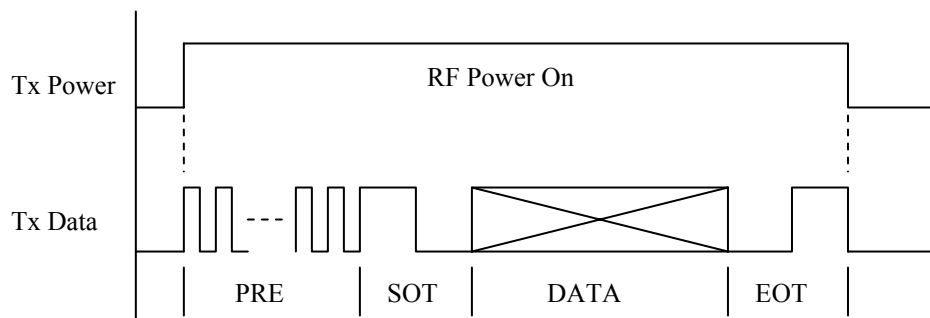 Tx Power
RF Power On
Tx Data
PRE
SOT
DATA
EOT